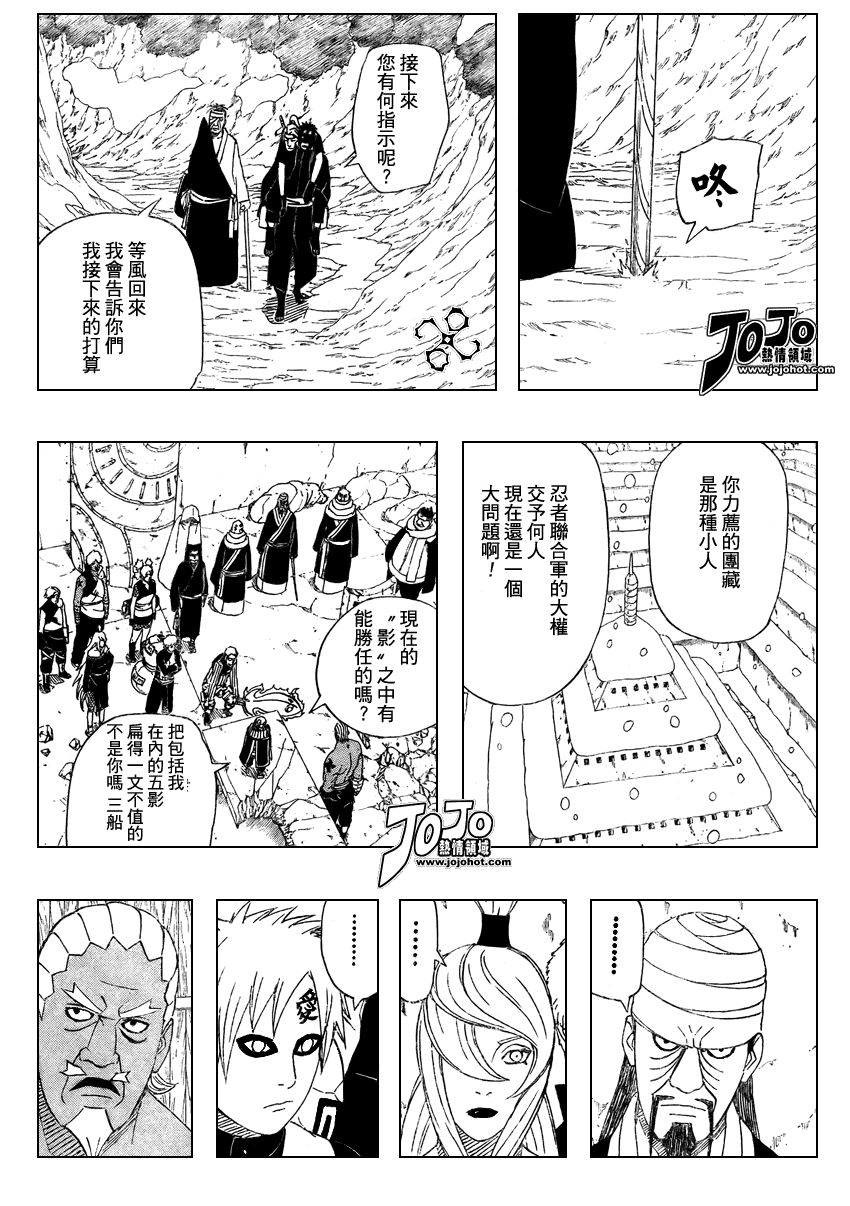 咚
JOJO
熱情領域
www.jojohot.com
接下來
您有何指示呢？
等風回來
我會告訴你們
我接下來的打算
你力薦的團藏
是那種小人
忍者聯合軍的大權
交予何人
現在還是一個
大問題啊！
現在的
〝影〞之中有
能勝任的嗎？
把包括我
在內的五影
扁得一文不值的
不是你嗎 三船
JOJO
熱情領域
www.jojohot.com
………
………
………
愛